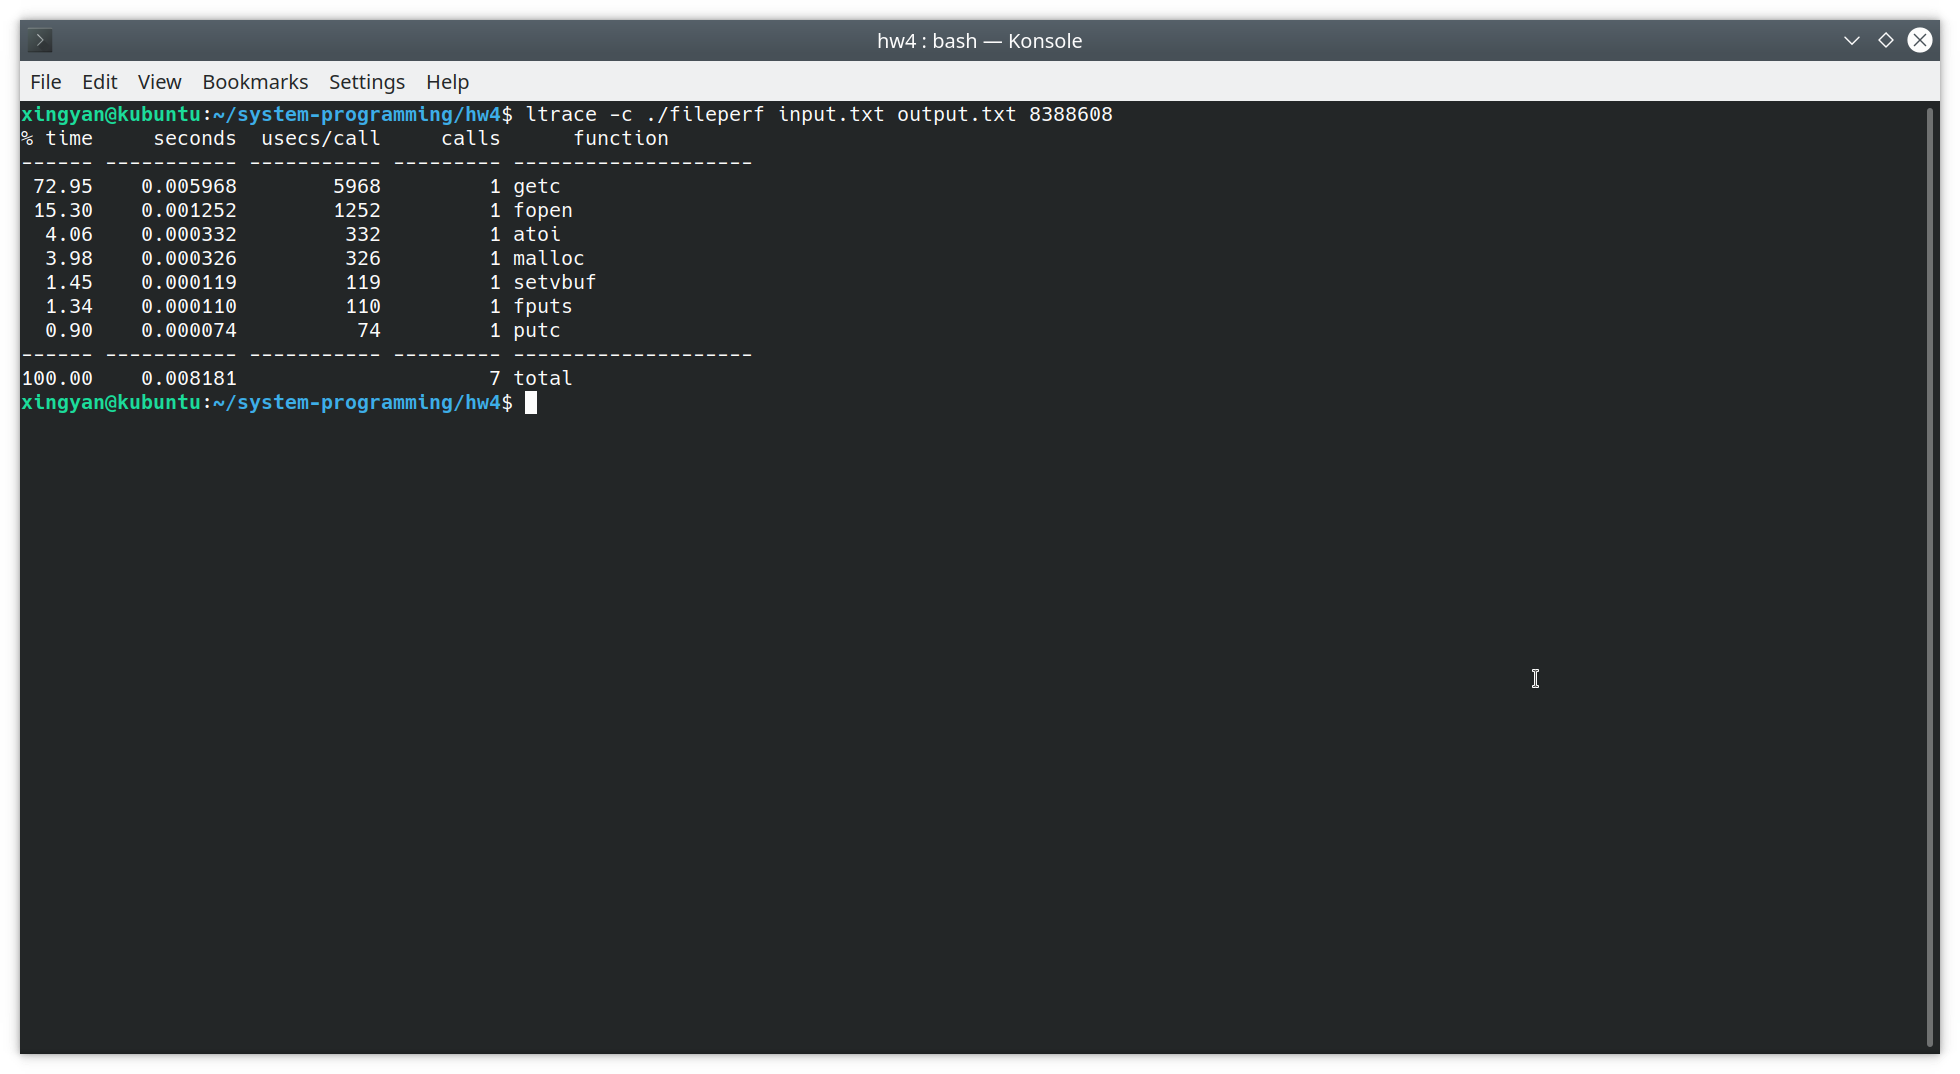 hw4 : bash — Konsole
File Edit View Bookmarks Settings Help
xingyan@kubuntu:~/system-programming/hw4$ ltrace -c ./fileperf input.txt output.txt 8388608
% time     seconds  usecs/call     calls      function
------ ----------- ----------- --------- --------------------
 72.95    0.005968        5968         1 getc
 15.30    0.001252        1252         1 fopen
  4.06    0.000332         332         1 atoi
  3.98    0.000326         326         1 malloc
  1.45    0.000119         119         1 setvbuf
  1.34    0.000110         110         1 fputs
  0.90    0.000074          74         1 putc
------ ----------- ----------- --------- --------------------
100.00    0.008181                     7 total
xingyan@kubuntu:~/system-programming/hw4$